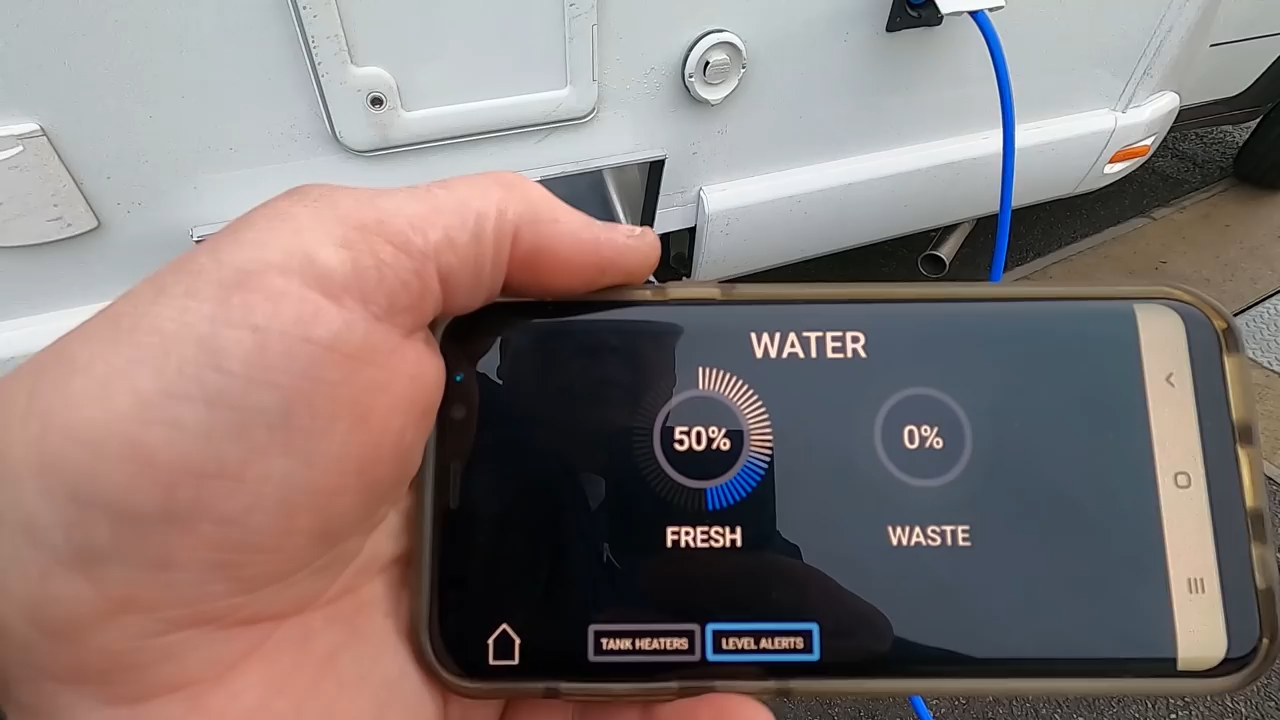 WATER
50%
0%
FRESH
WASTE
TANK HEATERS
LEVEL ALERTS